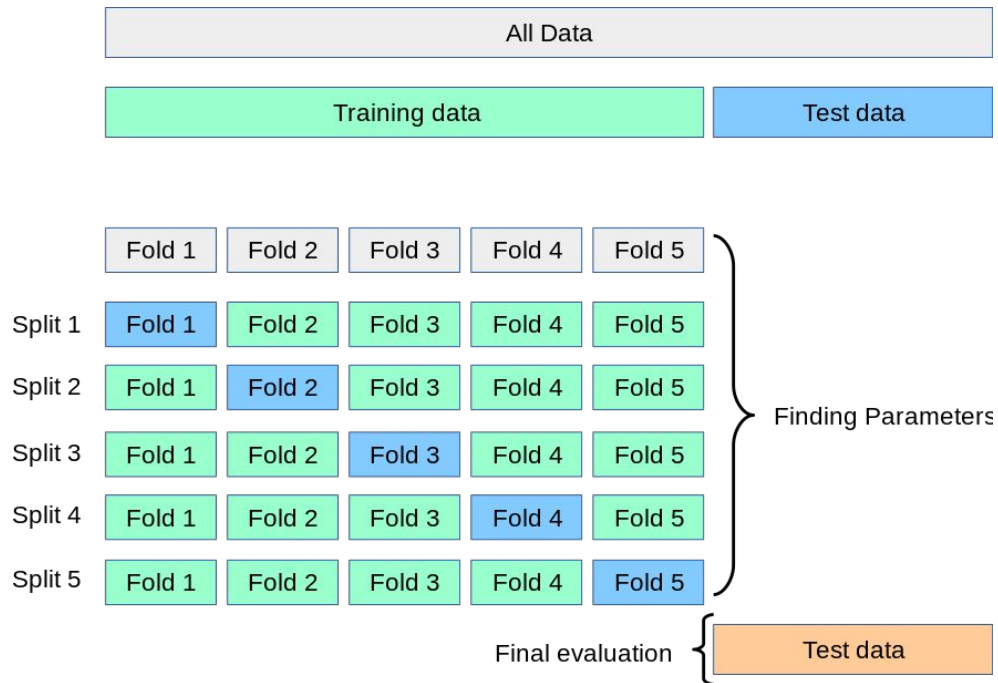 All Data
Training data Test data
Fold 1 Fold 2 Fold 3 Fold 4 Fold 5
Split 1 Fold 1 Fold 2 Fold 3 Fold 4 Fold 5
Split 2 Fold 1 Fold 2 Fold 3 Fold 4 Fold 5
Finding Parameters
Split 3 Fold 1 Fold 2 Fold 3 Fold 4 Fold 5
Split 4 Fold 1 Fold 2 Fold 3 Fold 4 Fold 5
Split 5 Fold 1 Fold 2 Fold 3 Fold 4 Fold 5
Final evaluation Test data